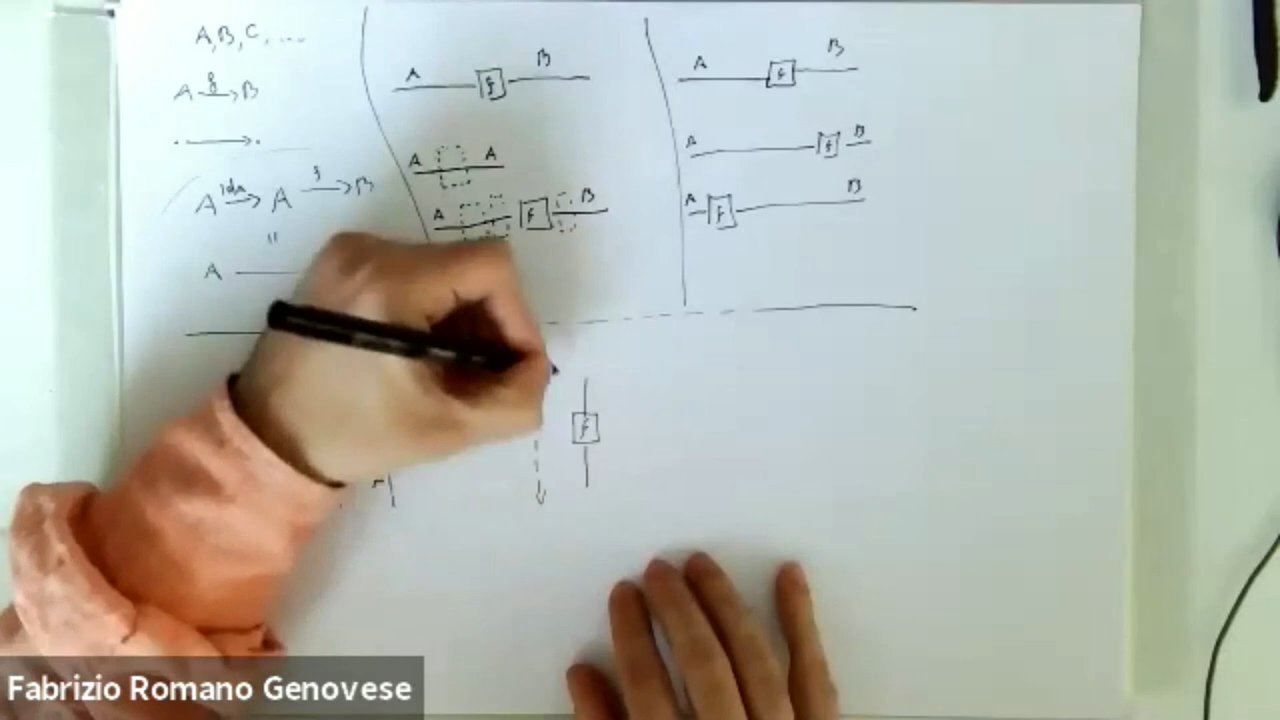 A, B, C, ....
A f→ B
. → .
A idA→ A f→ B
"
A
A f B
A A
A f B
A f B
A f B
A f B
f
A
Fabrizio Romano Genovese